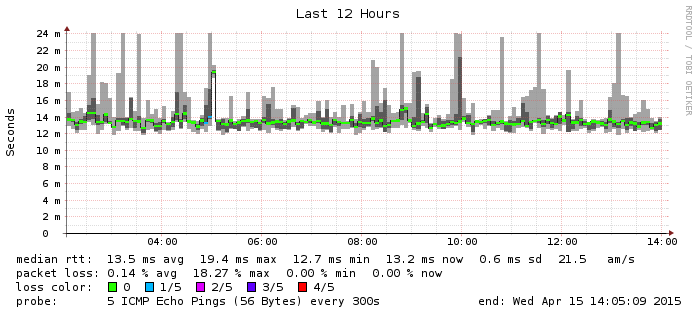 Last 12 Hours
RRDTOOL / TOBI OETIKER
Seconds
24 m
22 m
20 m
18 m
16 m
14 m
12 m
10 m
8 m
6 m
4 m
2 m
0
04:00 06:00 08:00 10:00 12:00 14:00
median rtt: 13.5 ms avg 19.4 ms max 12.7 ms min 13.2 ms now 0.6 ms sd 21.5 am/s
packet loss: 0.14 % avg 18.27 % max 0.00 % min 0.00 % now
loss color: 0 1/5 2/5 3/5 4/5
probe: 5 ICMP Echo Pings (56 Bytes) every 300s end: Wed Apr 15 14:05:09 2015